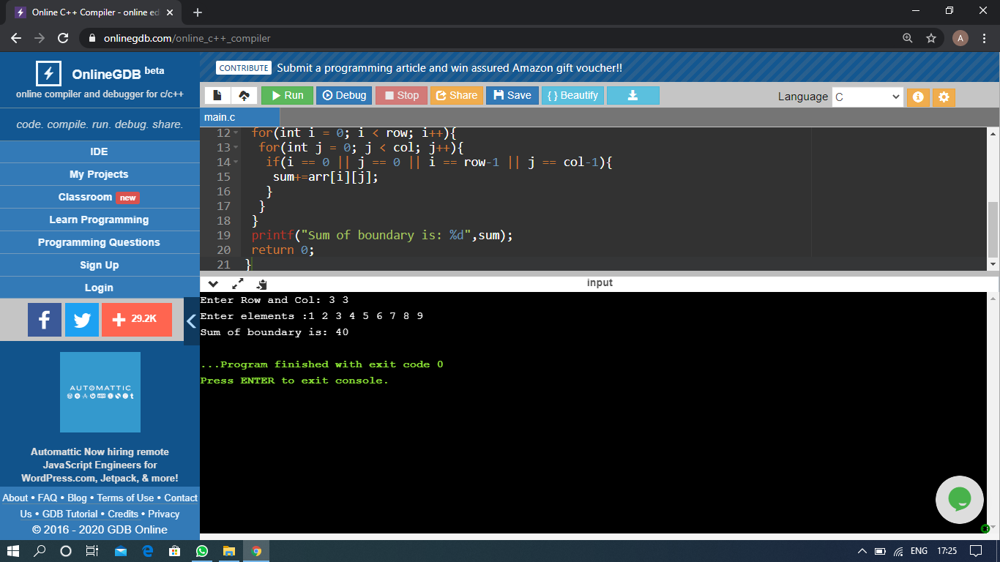 Online C++ Compiler - online ed
onlinegdb.com/online_c++_compiler
A
OnlineGDB beta
online compiler and debugger for c/c++
code. compile. run. debug. share.
IDE
My Projects
Classroom new
Learn Programming
Programming Questions
Sign Up
Login
29.2K
AUTOMATTIC
Automattic Now hiring remote
JavaScript Engineers for
WordPress.com, Jetpack, & more!
About • FAQ • Blog • Terms of Use • Contact
Us • GDB Tutorial • Credits • Privacy
© 2016 - 2020 GDB Online
CONTRIBUTE Submit a programming article and win assured Amazon gift voucher!!
Run Debug Stop Share Save { } Beautify Language C
main.c
12 for(int i = 0; i < row; i++){
13 for(int j = 0; j < col; j++){
14 if(i == 0 || j == 0 || i == row-1 || j == col-1){
15 sum+=arr[i][j];
16 }
17 }
18 }
19 printf("Sum of boundary is: %d",sum);
20 return 0;
21 }
input
Enter Row and Col: 3 3
Enter elements :1 2 3 4 5 6 7 8 9
Sum of boundary is: 40
...Program finished with exit code 0
Press ENTER to exit console.
ENG 17:25